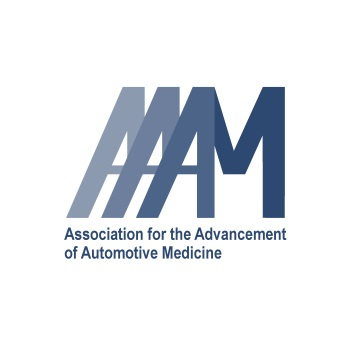 AAAM
Association for the Advancement
of Automotive Medicine